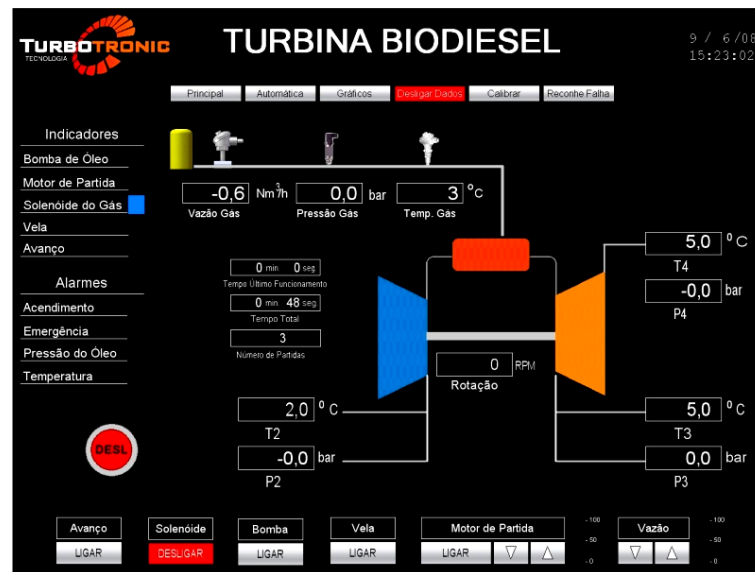 TURBOTRONIC
TECNOLOGIA
TURBINA BIODIESEL
9 / 6/08
15:23:02
Principal Automática Gráficos Desligar Dados Calibrar Reconhe Falha
Indicadores
Bomba de Óleo
Motor de Partida
Solenóide do Gás
Vela
Avanço
Alarmes
Acendimento
Emergência
Pressão do Óleo
Temperatura
DESL
-0,6 Nm³/h 0,0 bar 3 °C
Vazão Gás Pressão Gás Temp. Gás
0 min 0 seg
Tempo Último Funcionamento
0 min 48 seg
Tempo Total
3
Número de Partidas
5,0 °C
T4
-0,0 bar
P4
0 RPM
Rotação
2,0 °C
T2
-0,0 bar
P2
5,0 °C
T3
0,0 bar
P3
Avanço Solenóide Bomba Vela Motor de Partida Vazão
LIGAR DESLIGAR LIGAR LIGAR LIGAR
- 100
- 50
- 0
- 100
- 50
- 0